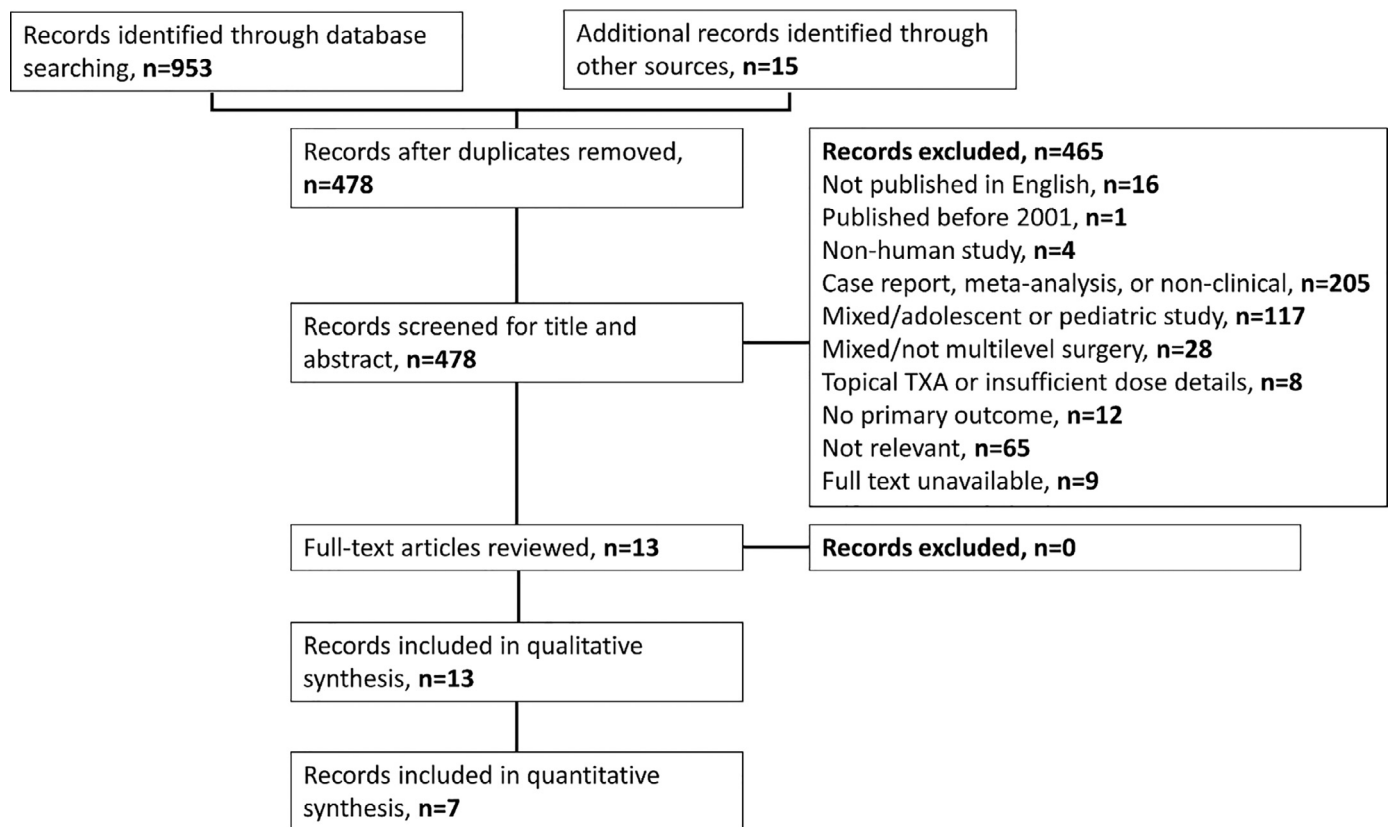 Records identified through database
searching, n=953
Additional records identified through
other sources, n=15
Records after duplicates removed,
n=478
Records excluded, n=465
Not published in English, n=16
Published before 2001, n=1
Non-human study, n=4
Case report, meta-analysis, or non-clinical, n=205
Mixed/adolescent or pediatric study, n=117
Mixed/not multilevel surgery, n=28
Topical TXA or insufficient dose details, n=8
No primary outcome, n=12
Not relevant, n=65
Full text unavailable, n=9
Records screened for title and
abstract, n=478
Full-text articles reviewed, n=13
Records excluded, n=0
Records included in qualitative
synthesis, n=13
Records included in quantitative
synthesis, n=7